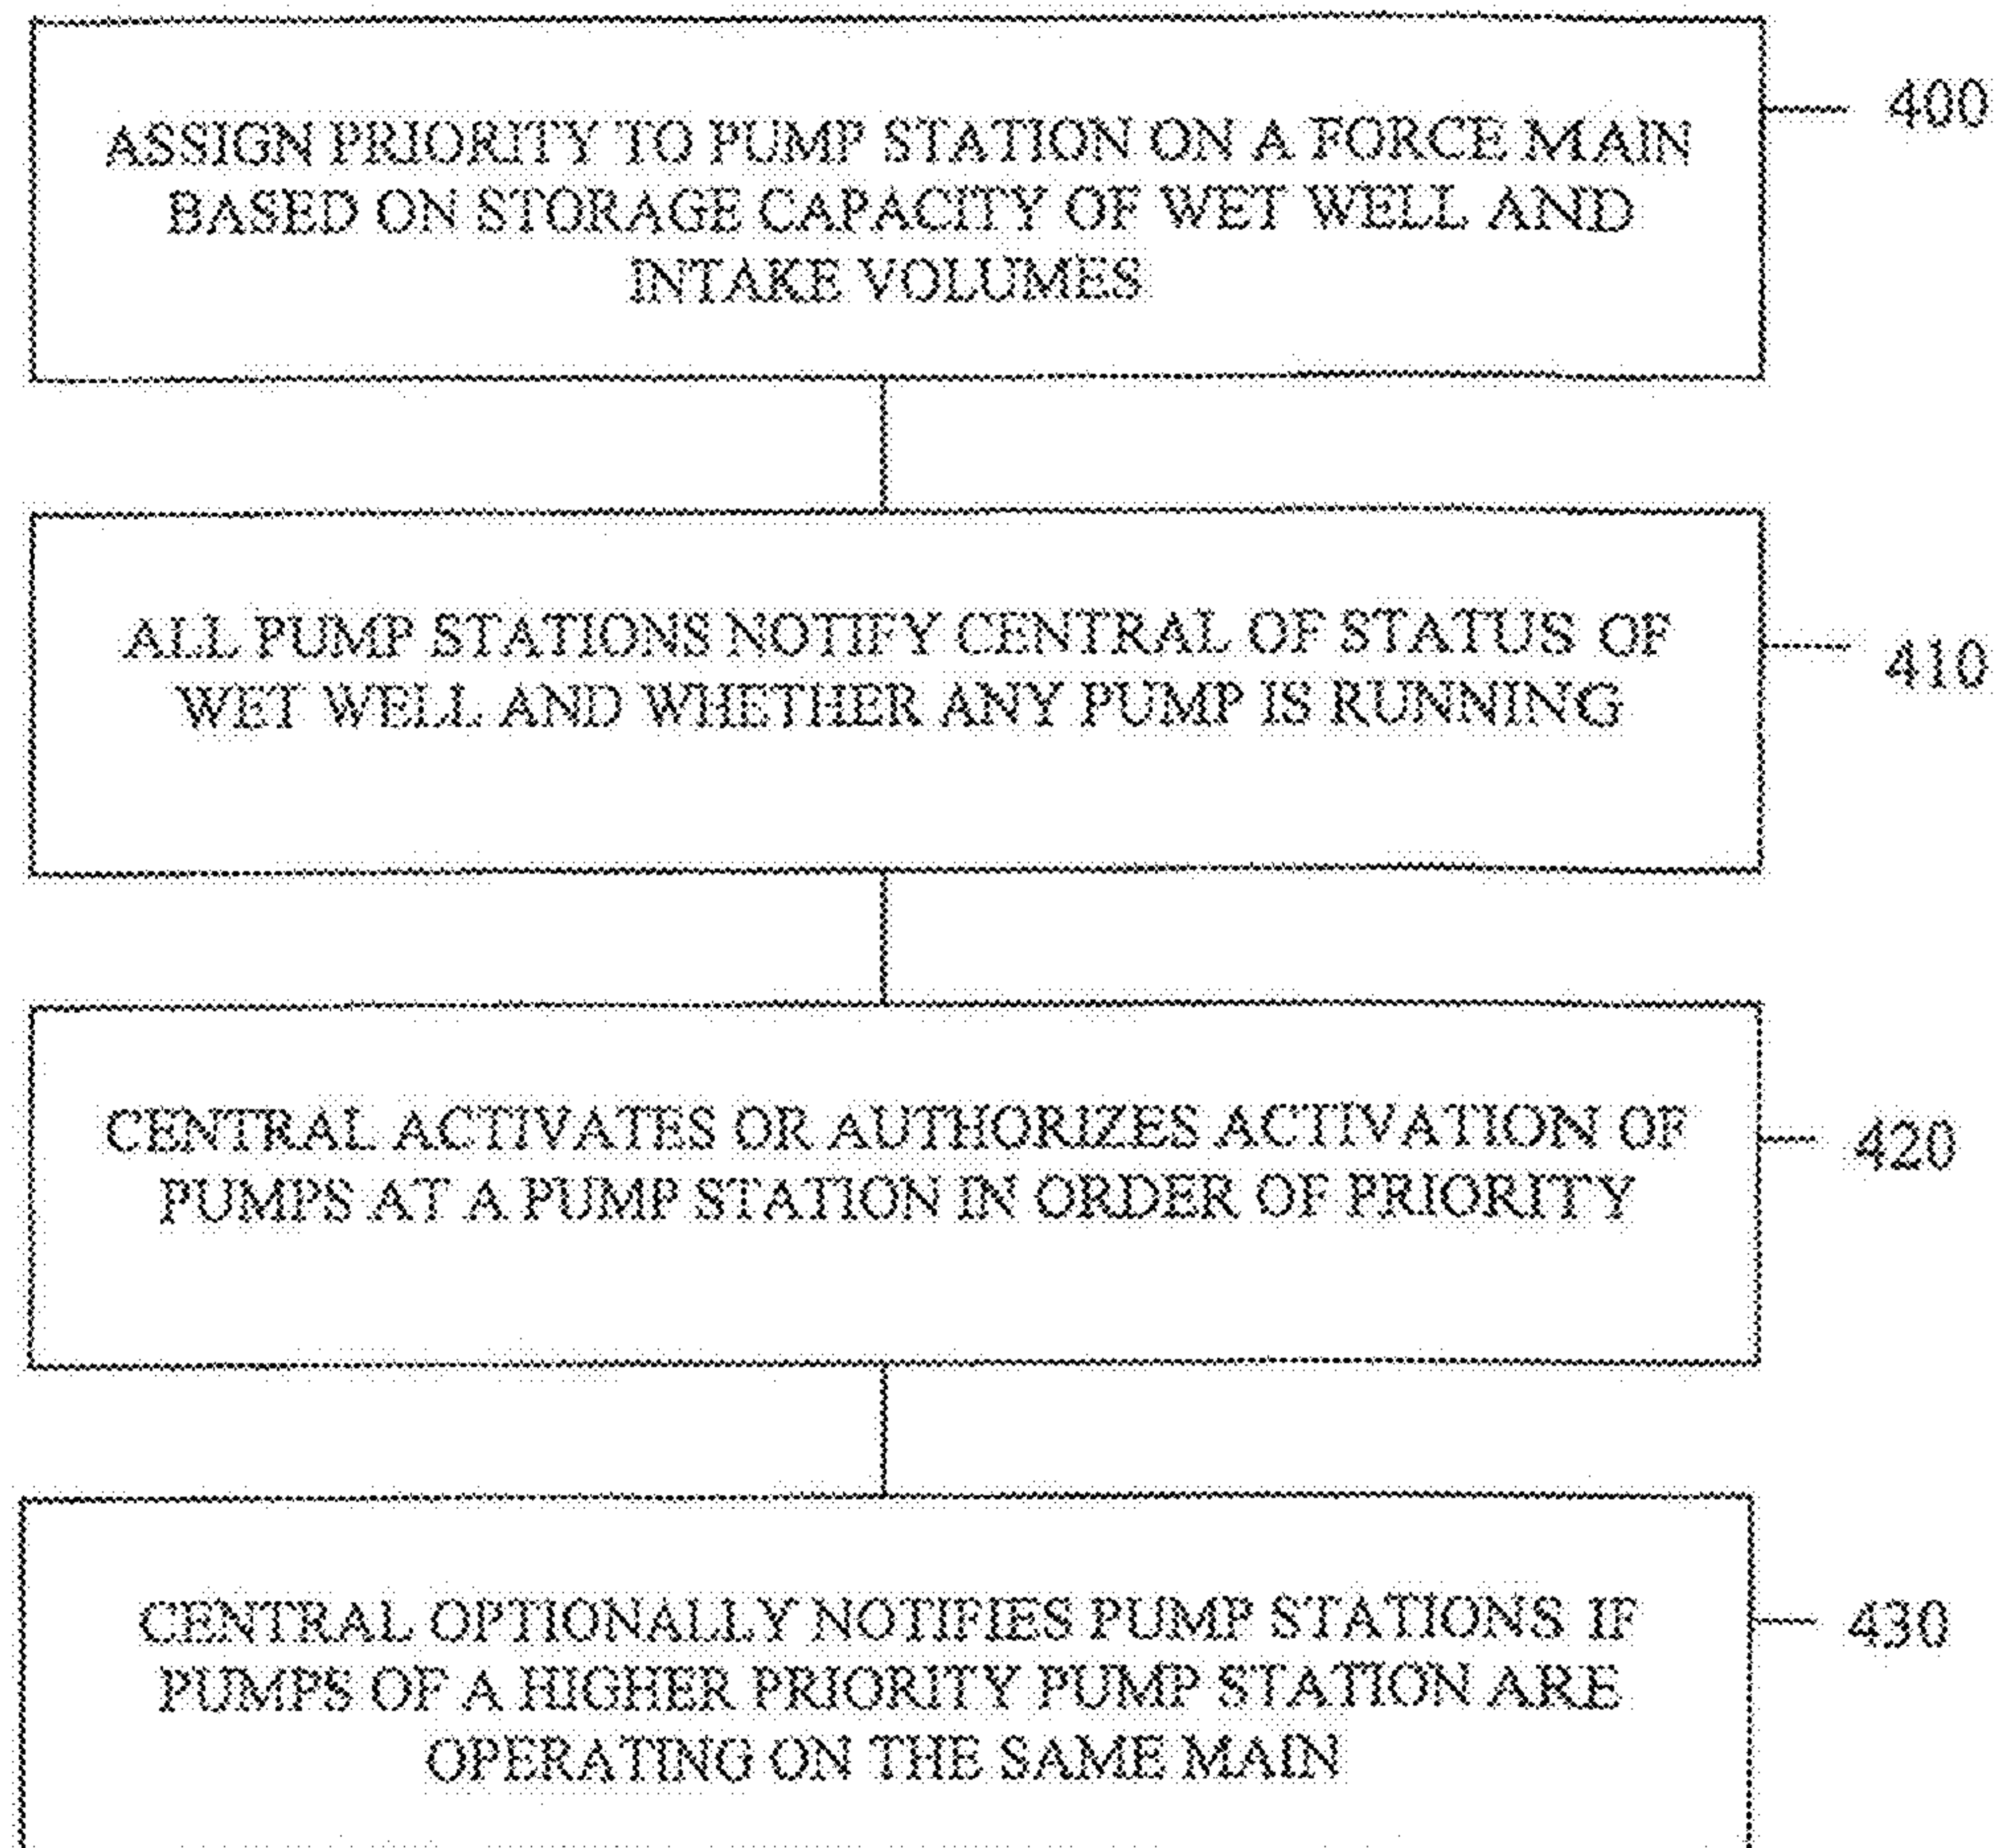 ASSIGN PRIORITY TO PUMP STATION ON A FORCE MAIN
BASED ON STORAGE CAPACITY OF WET WELL AND
INTAKE VOLUMES
400
ALL PUMP STATIONS NOTIFY CENTRAL OF STATUS OF
WET WELL AND WHETHER ANY PUMP IS RUNNING
410
CENTRAL ACTIVATES OR AUTHORIZES ACTIVATION OF
PUMPS AT A PUMP STATION IN ORDER OF PRIORITY
420
CENTRAL OPTIONALLY NOTIFIES PUMP STATIONS IF
PUMPS OF A HIGHER PRIORITY PUMP STATION ARE
OPERATING ON THE SAME MAIN
430